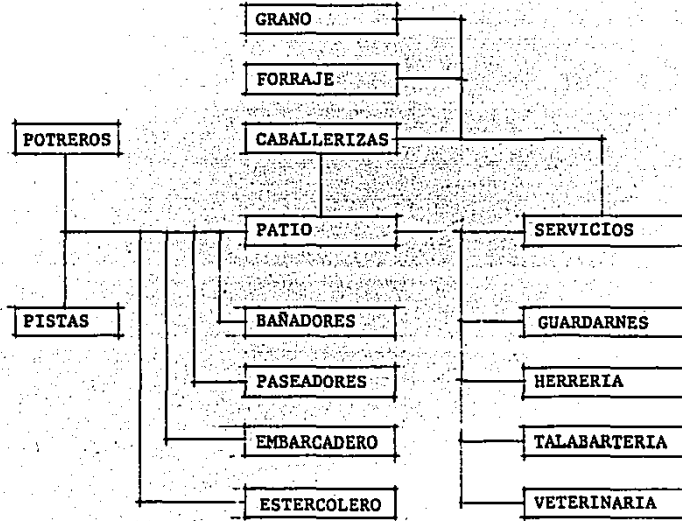 GRANO
FORRAJE
POTREROS
CABALLERIZAS
PATIO
SERVICIOS
PISTAS
BAÑADORES
GUARDARNES
PASEADORES
HERRERIA
EMBARCADERO
TALABARTERIA
ESTERCOLERO
VETERINARIA